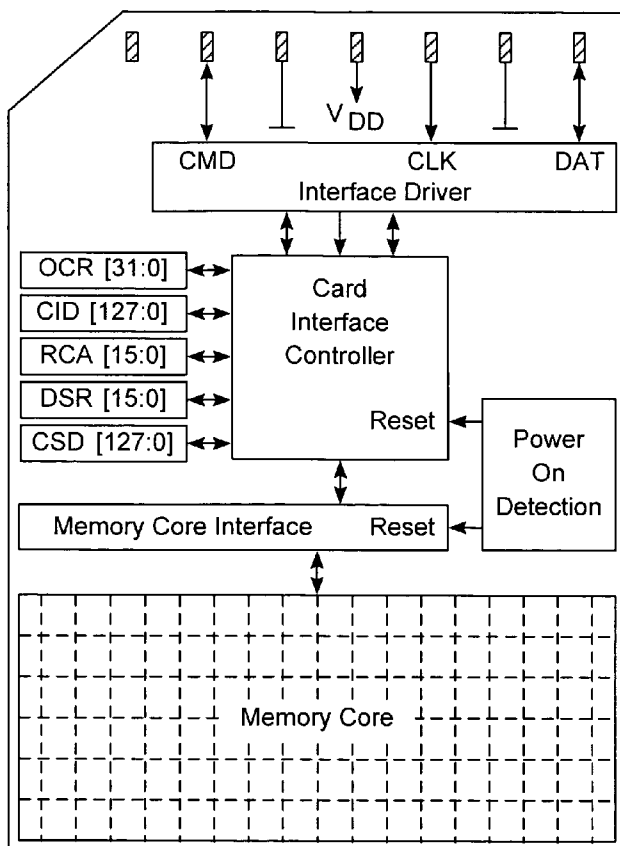 V DD
CMD CLK DAT
Interface Driver
OCR [31:0]
CID [127:0]
RCA [15:0]
DSR [15:0]
CSD [127:0]
Card
Interface
Controller
Reset
Power
On
Detection
Memory Core Interface Reset
Memory Core